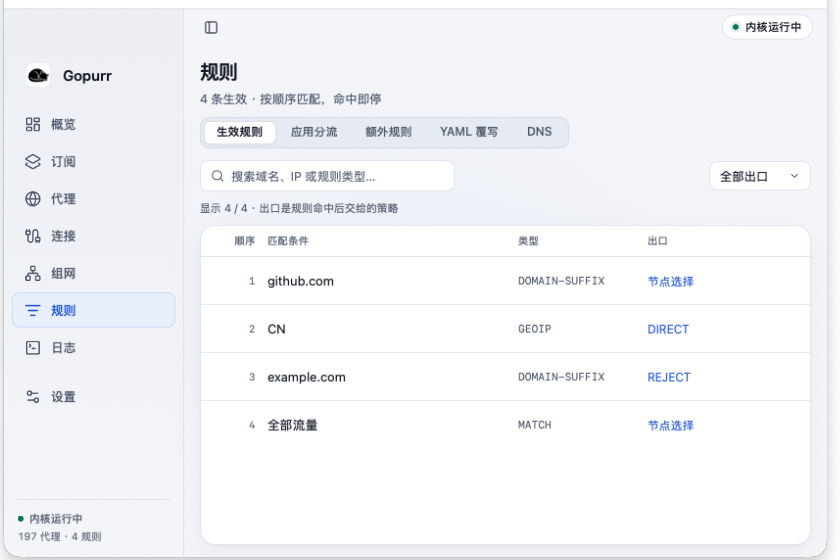 内核运行中
Gopurr
概览
订阅
代理
连接
组网
规则
日志
设置
内核运行中
197 代理 · 4 规则
规则
4 条生效 · 按顺序匹配，命中即停
生效规则 应用分流 额外规则 YAML 覆写 DNS
搜索域名、IP 或规则类型...
全部出口
显示 4 / 4 · 出口是规则命中后交给的策略
顺序 匹配条件 类型 出口
1 github.com DOMAIN-SUFFIX 节点选择
2 CN GEOIP DIRECT
3 example.com DOMAIN-SUFFIX REJECT
4 全部流量 MATCH 节点选择